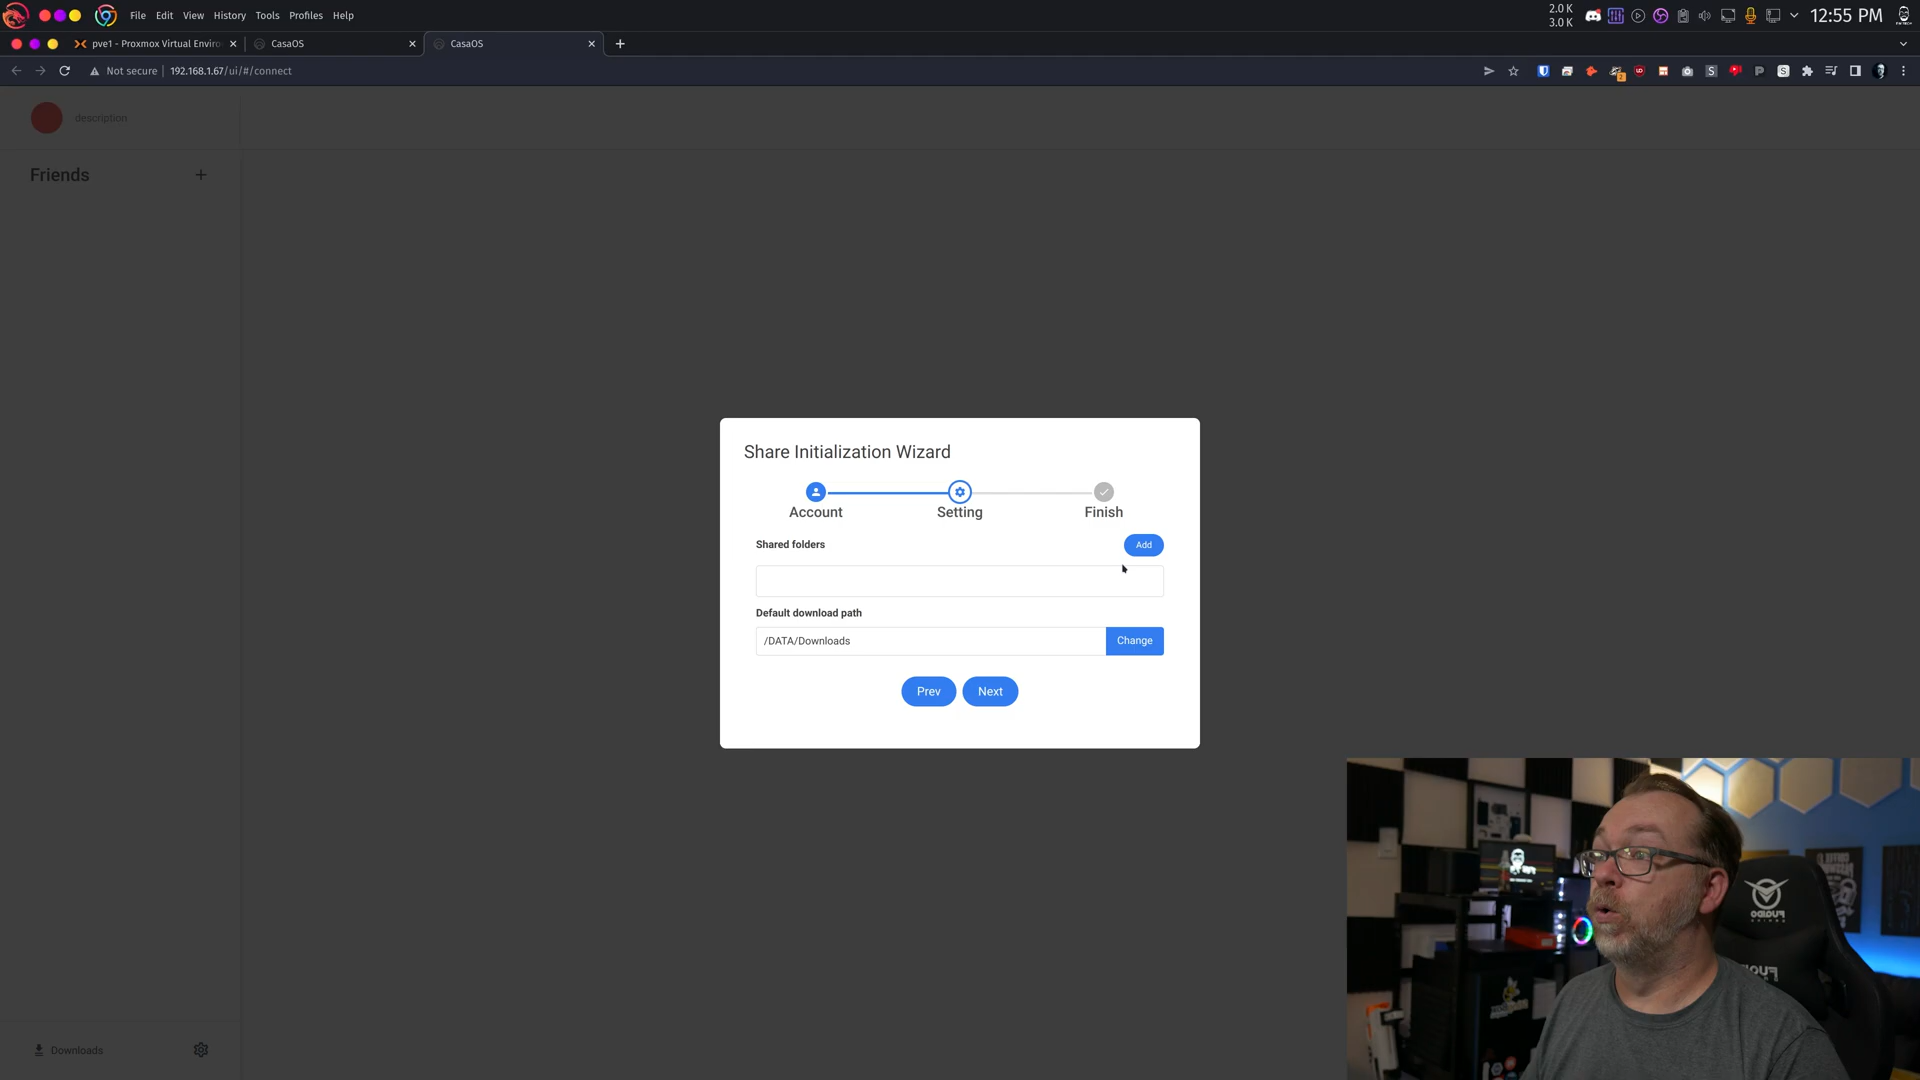 File Edit View History Tools Profiles Help
2.0 K
3.0 K
12:55 PM
pve1 - Proxmox Virtual Enviro
CasaOS
CasaOS
Not secure
192.168.1.67/ui/#/connect
description
Friends
Share Initialization Wizard
Account
Setting
Finish
Shared folders
Add
Default download path
/DATA/Downloads
Change
Prev
Next
Downloads